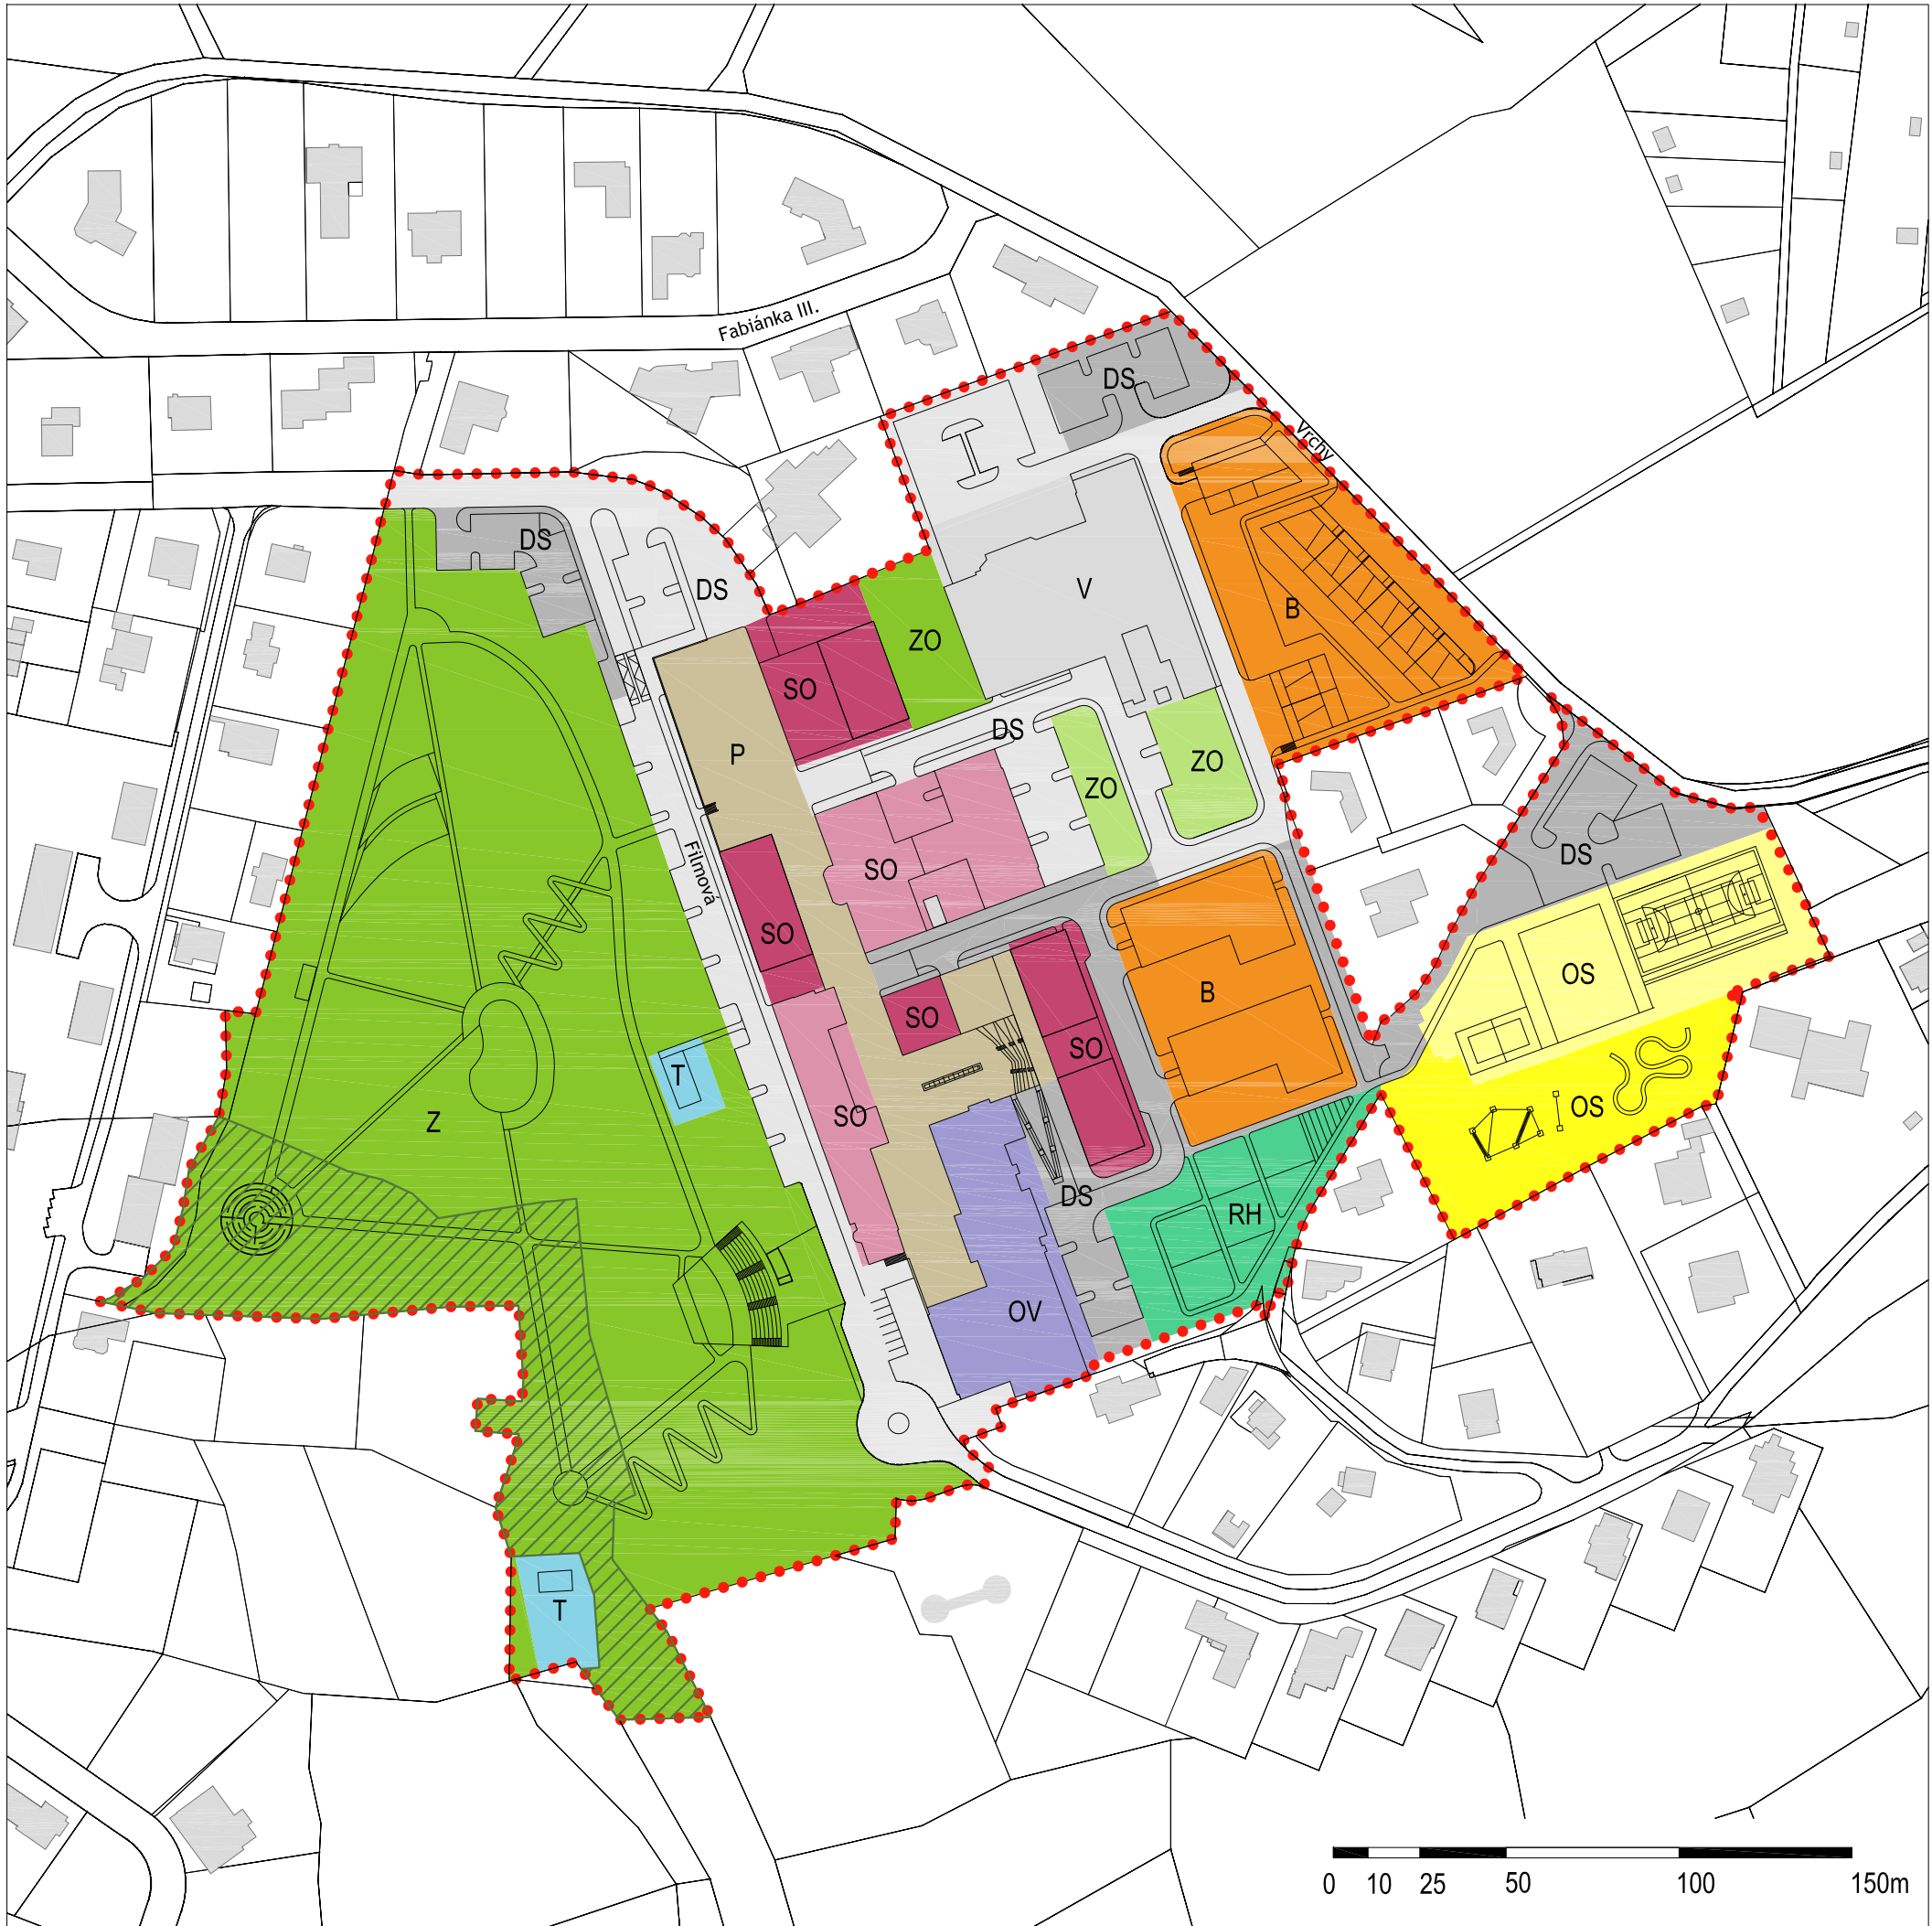 Fabiánka III.
DS
Vrchy
DS
DS
V
B
ZO
SO
DS
P
ZO
ZO
SO
DS
Filmová
SO
OS
B
SO
SO
T
OS
SO
Z
DS
RH
OV
T
0 10 25 50 100 150m